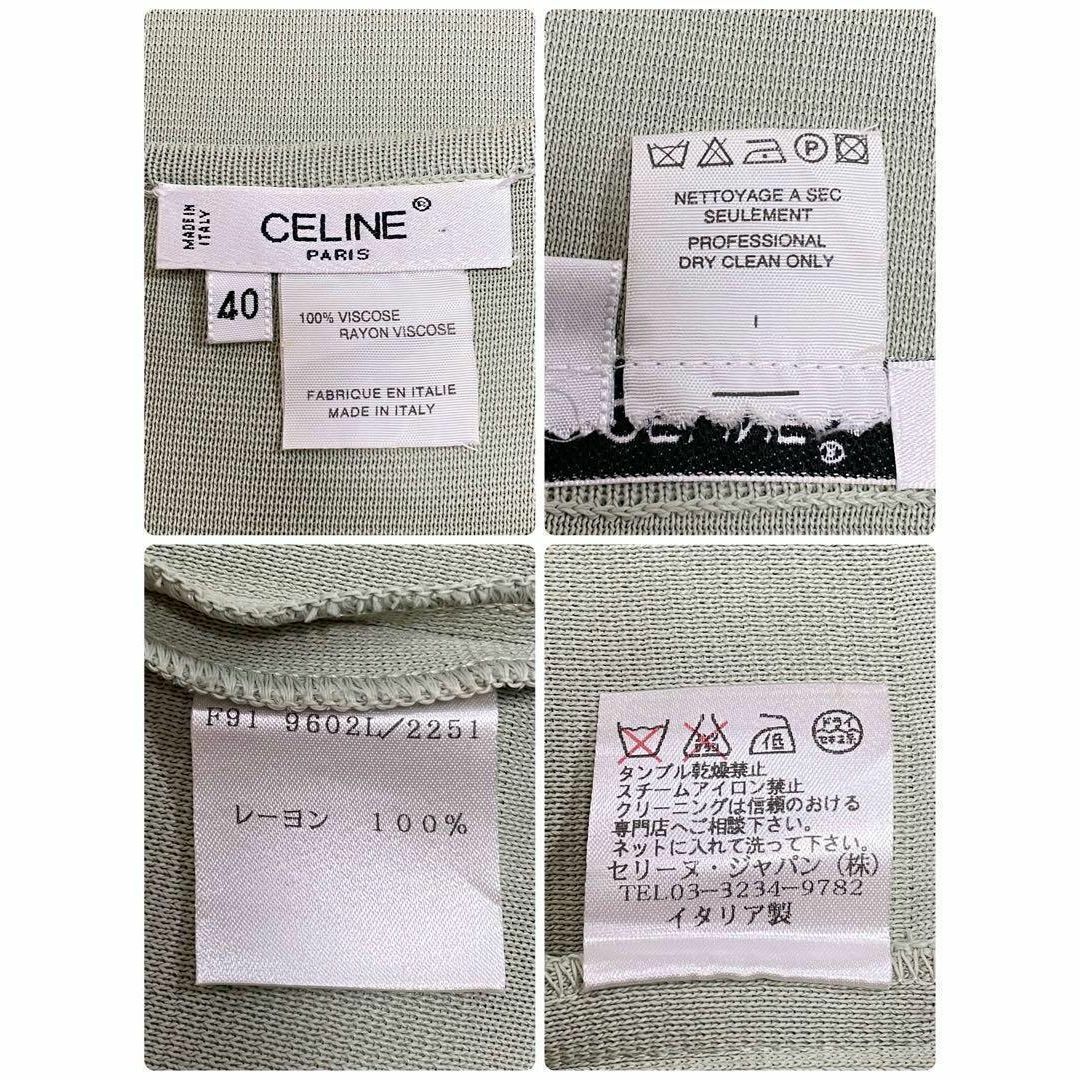 MADE IN
ITALY
CELINE®
PARIS
40
100% VISCOSE
RAYON VISCOSE
FABRIQUE EN ITALIE
MADE IN ITALY
P
NETTOYAGE A SEC
SEULEMENT
PROFESSIONAL
DRY CLEAN ONLY
I
F91 9602L/2251
レーヨン 100%
低
ドライ
セキユ系
タンブル乾燥禁止
スチームアイロン禁止
クリーニングは信頼のおける
専門店へご相談下さい。
ネットに入れて洗って下さい。
セリーヌ・ジャパン(株)
TEL03-3234-9782
イタリア製